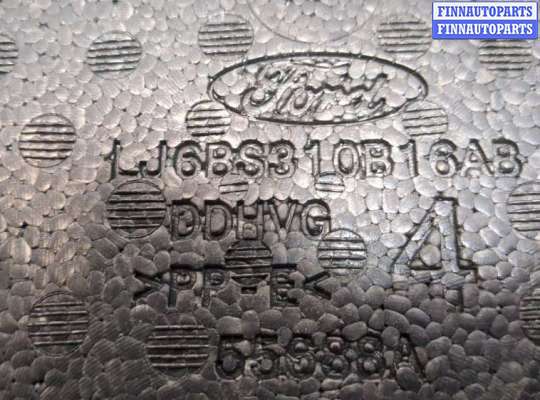 FINNAUTOPARTS
FINNAUTOPARTS
Ford
LJ6BS310B16AB
DDHVG
4
>PP-E<